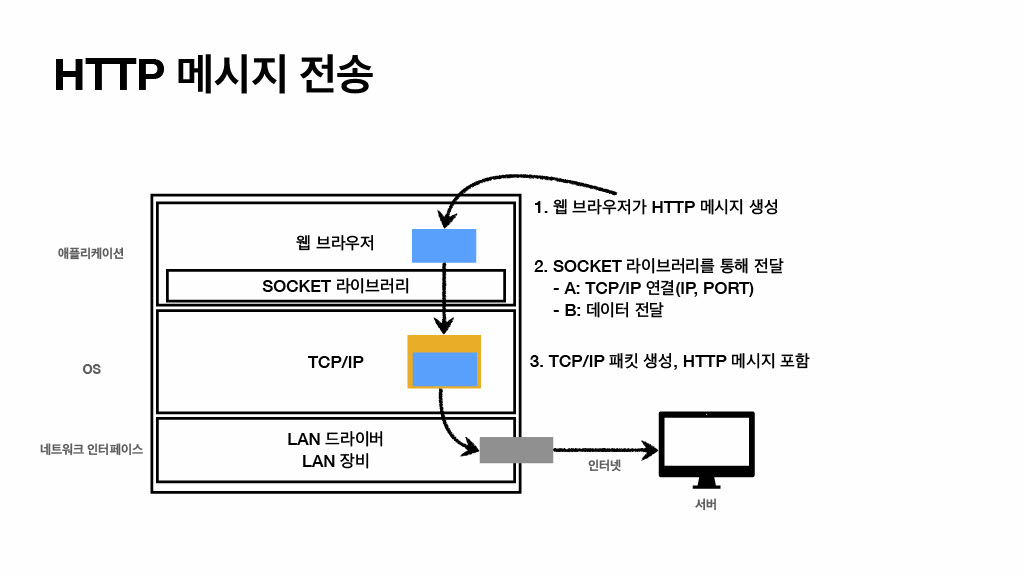 HTTP 메시지 전송
1. 웹 브라우저가 HTTP 메시지 생성
애플리케이션
웹 브라우저
SOCKET 라이브러리
2. SOCKET 라이브러리를 통해 전달
- A: TCP/IP 연결(IP, PORT)
- B: 데이터 전달
OS
TCP/IP
3. TCP/IP 패킷 생성, HTTP 메시지 포함
네트워크 인터페이스
LAN 드라이버
LAN 장비
인터넷
서버